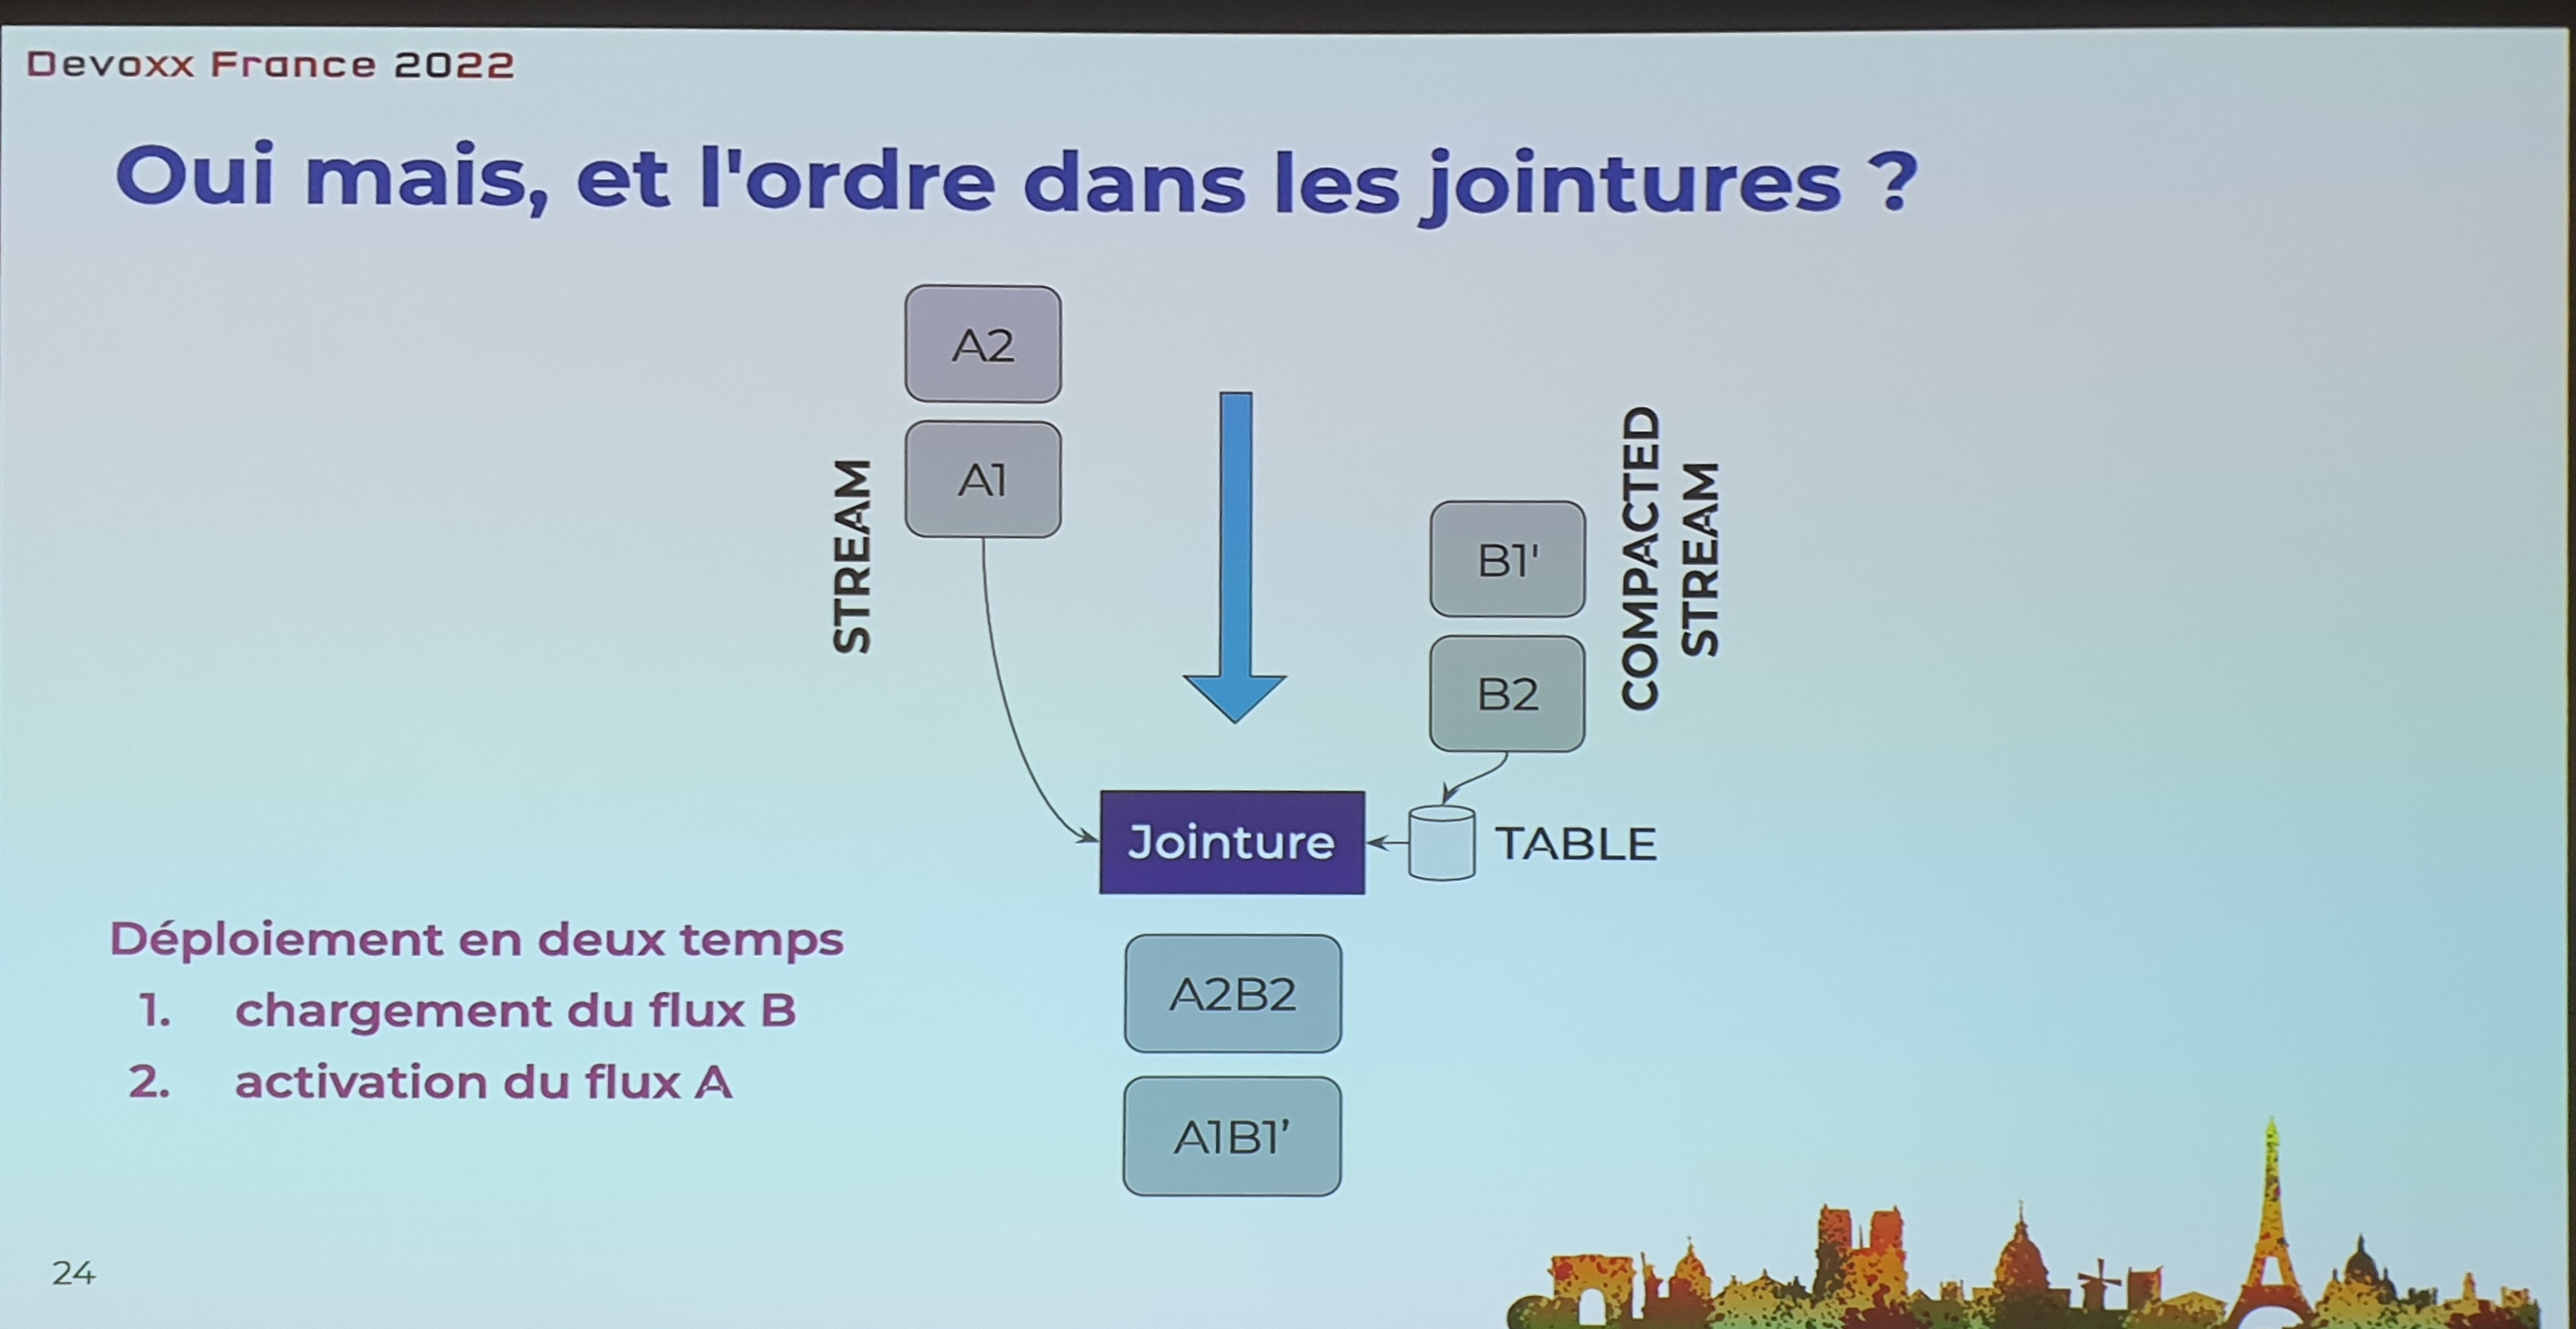 Devoxx France 2022
Oui mais, et l'ordre dans les jointures ?
A2
A1
STREAM
B1'
B2
COMPACTED
STREAM
Jointure
TABLE
A2B2
A1B1’
Déploiement en deux temps
1. chargement du flux B
2. activation du flux A
24